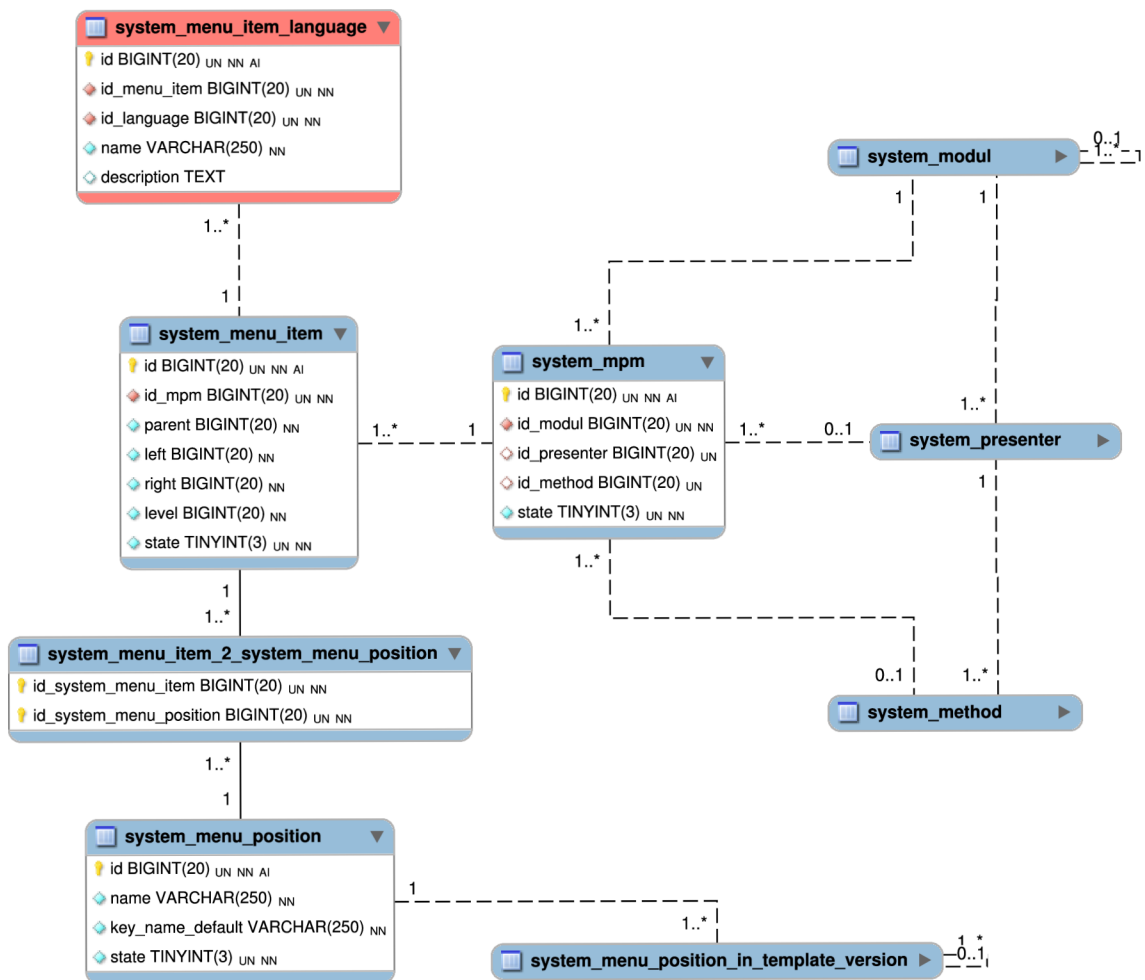 system_menu_item_language
id BIGINT(20) UN NN AI
id_menu_item BIGINT(20) UN NN
id_language BIGINT(20) UN NN
name VARCHAR(250) NN
description TEXT
1..*
1
system_menu_item
id BIGINT(20) UN NN AI
id_mpm BIGINT(20) UN NN
parent BIGINT(20) NN
left BIGINT(20) NN
right BIGINT(20) NN
level BIGINT(20) NN
state TINYINT(3) UN NN
1..*
1
system_mpm
id BIGINT(20) UN NN AI
id_modul BIGINT(20) UN NN
id_presenter BIGINT(20) UN
id_method BIGINT(20) UN
state TINYINT(3) UN NN
system_modul
0..1
1..*
1
1
1..*
1..*
0..1
1..*
system_presenter
1
1..*
0..1
1..*
system_method
1
1..*
system_menu_item_2_system_menu_position
id_system_menu_item BIGINT(20) UN NN
id_system_menu_position BIGINT(20) UN NN
1..*
1
system_menu_position
id BIGINT(20) UN NN AI
name VARCHAR(250) NN
key_name_default VARCHAR(250) NN
state TINYINT(3) UN NN
1
1..*
system_menu_position_in_template_version
1..*
0..1